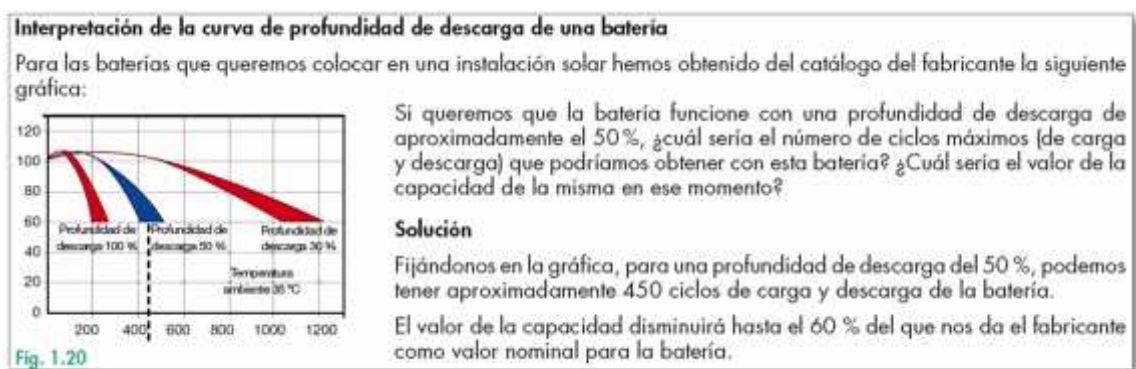 Interpretación de la curva de profundidad de descarga de una batería
Para las baterías que queremos colocar en una instalación solar hemos obtenido del catálogo del fabricante la siguiente
gráfica:
120
100
80
60
40
20
0
Profundidad de
descarga 100 %
Profundidad de
descarga 50 %
Profundidad de
descarga 30 %
Temperatura
ambiente 35 °C
200 400 600 800 1000 1200
Fig. 1.20
Si queremos que la batería funcione con una profundidad de descarga de
aproximadamente el 50 %, ¿cuál sería el número de ciclos máximos (de carga
y descarga) que podríamos obtener con esta batería? ¿Cuál sería el valor de la
capacidad de la misma en ese momento?
Solución
Fijándonos en la gráfica, para una profundidad de descarga del 50 %, podemos
tener aproximadamente 450 ciclos de carga y descarga de la batería.
El valor de la capacidad disminuirá hasta el 60 % del que nos da el fabricante
como valor nominal para la batería.